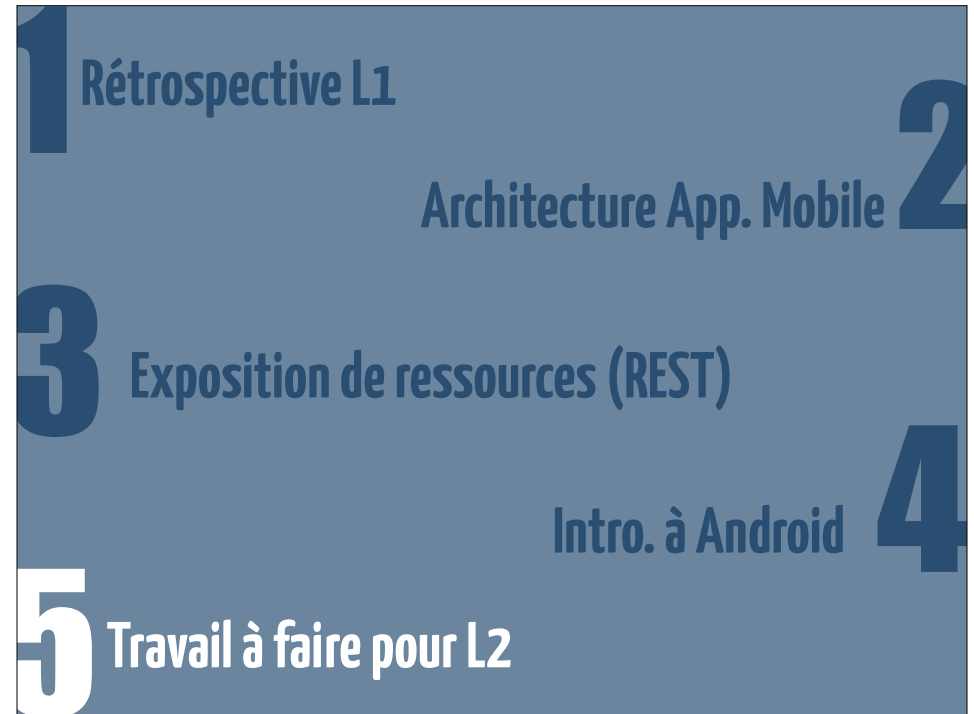 1 Rétrospective L1
Architecture App. Mobile 2
3 Exposition de ressources (REST)
Intro. à Android 4
5 Travail à faire pour L2